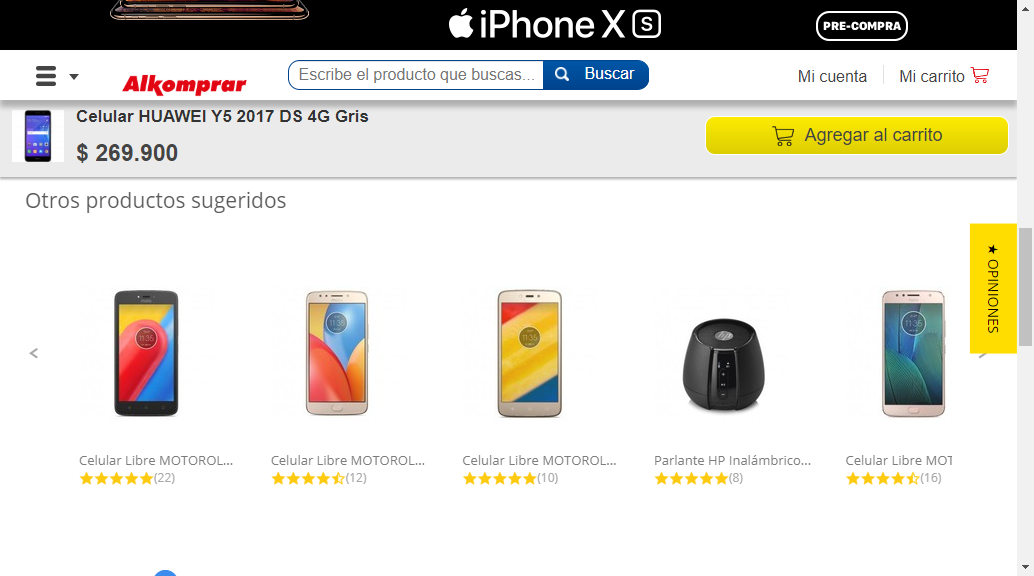 iPhone X S
PRE-COMPRA
Alkomprar
Escribe el producto que buscas...
Buscar
Mi cuenta
Mi carrito
Celular HUAWEI Y5 2017 DS 4G Gris
$ 269.900
Agregar al carrito
Otros productos sugeridos
★ OPINIONES
<
Celular Libre MOTOROL...
Celular Libre MOTOROL...
Celular Libre MOTOROL...
Parlante HP Inalámbrico...
Celular Libre MOT
(22)
(12)
(10)
(8)
(16)